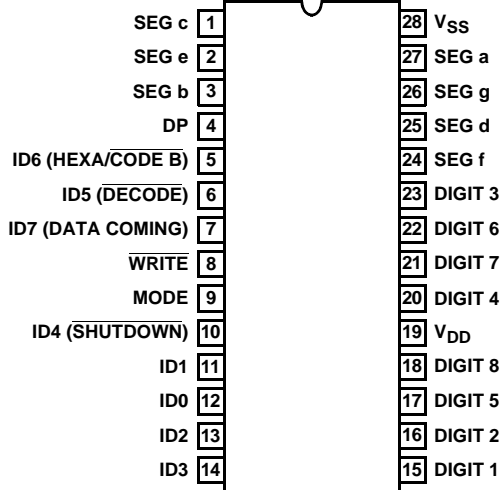 SEG c 1 28 VSS
SEG e 2 27 SEG a
SEG b 3 26 SEG g
DP 4 25 SEG d
ID6 (HEXA/CODE B) 5 24 SEG f
ID5 (DECODE) 6 23 DIGIT 3
ID7 (DATA COMING) 7 22 DIGIT 6
WRITE 8 21 DIGIT 7
MODE 9 20 DIGIT 4
ID4 (SHUTDOWN) 10 19 VDD
ID1 11 18 DIGIT 8
ID0 12 17 DIGIT 5
ID2 13 16 DIGIT 2
ID3 14 15 DIGIT 1